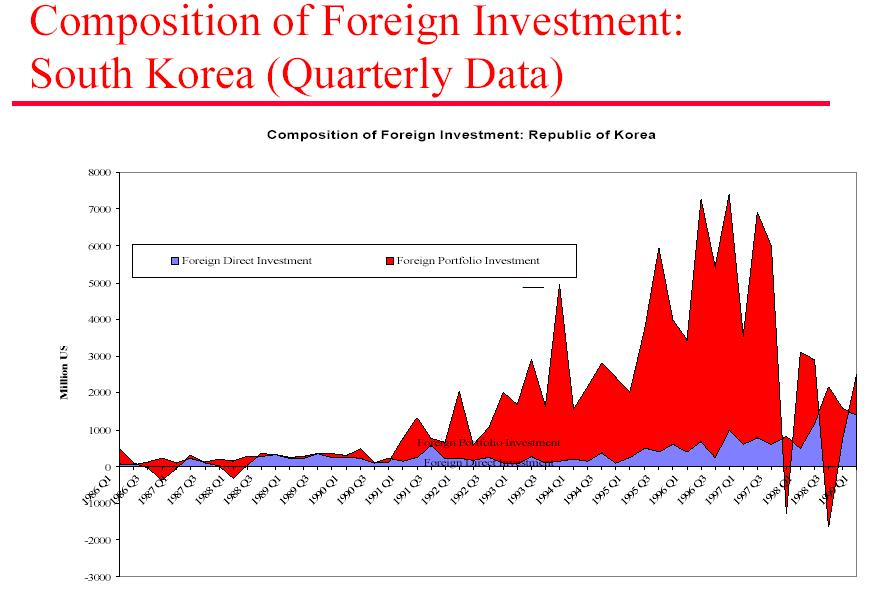 Composition of Foreign Investment:
South Korea (Quarterly Data)
Composition of Foreign Investment: Republic of Korea
8000
7000
6000
5000
4000
3000
2000
1000
0
-1000
-2000
-3000
Million US
Foreign Direct Investment
Foreign Portfolio Investment
Foreign Portfolio Investment
Foreign Direct Investment
1986 Q1
1986 Q3
1987 Q1
1987 Q3
1988 Q1
1988 Q3
1989 Q1
1989 Q3
1990 Q1
1990 Q3
1991 Q1
1991 Q3
1992 Q1
1992 Q3
1993 Q1
1993 Q3
1994 Q1
1994 Q3
1995 Q1
1995 Q3
1996 Q1
1996 Q3
1997 Q1
1997 Q3
1998 Q1
1998 Q3
Q1